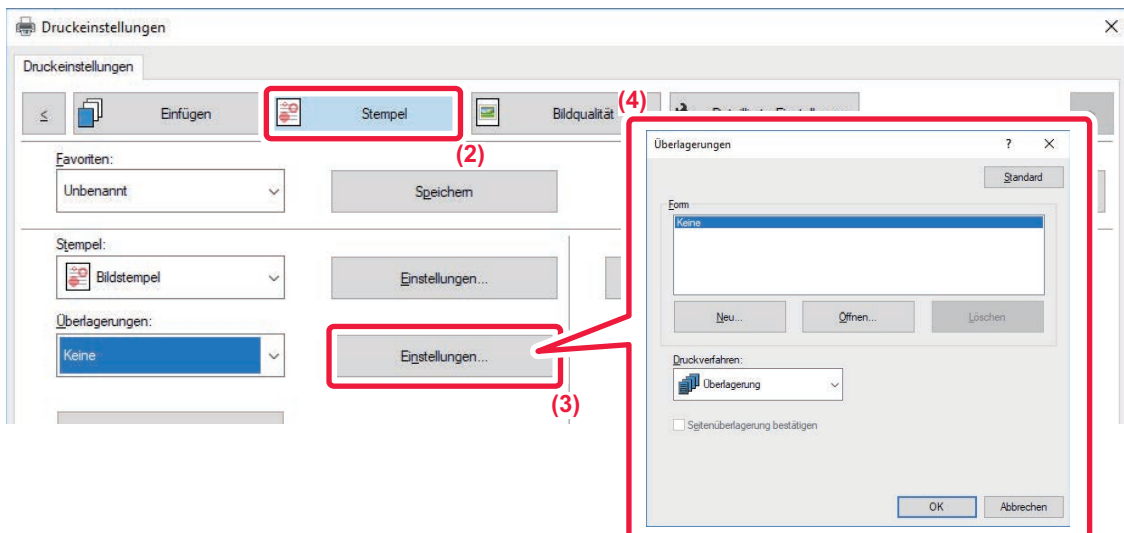 Druckeinstellungen
Druckeinstellungen
≤ Einfügen Stempel Bildqualität (4)
(2)
Favoriten:
Unbenannt Speichern
Stempel:
Bildstempel Einstellungen...
Überlagerungen:
Keine Einstellungen...
(3)
Überlagerungen ? ×
Standard
Form
Keine
Neu... Öffnen... Löschen
Druckverfahren:
Überlagerung
Seitenüberlagerung bestätigen
OK Abbrechen